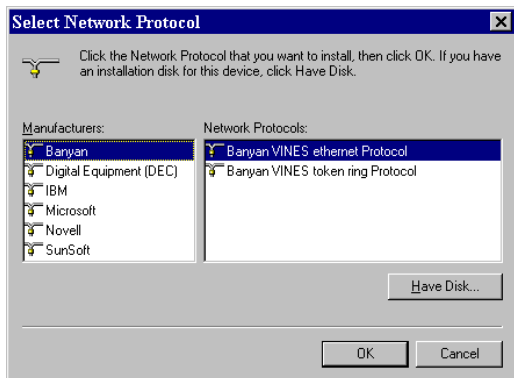 Select Network Protocol
Click the Network Protocol that you want to install, then click OK. If you have
an installation disk for this device, click Have Disk.
Manufacturers:
Banyan
Digital Equipment (DEC)
IBM
Microsoft
Novell
SunSoft
Network Protocols:
Banyan VINES ethernet Protocol
Banyan VINES token ring Protocol
Have Disk...
OK
Cancel